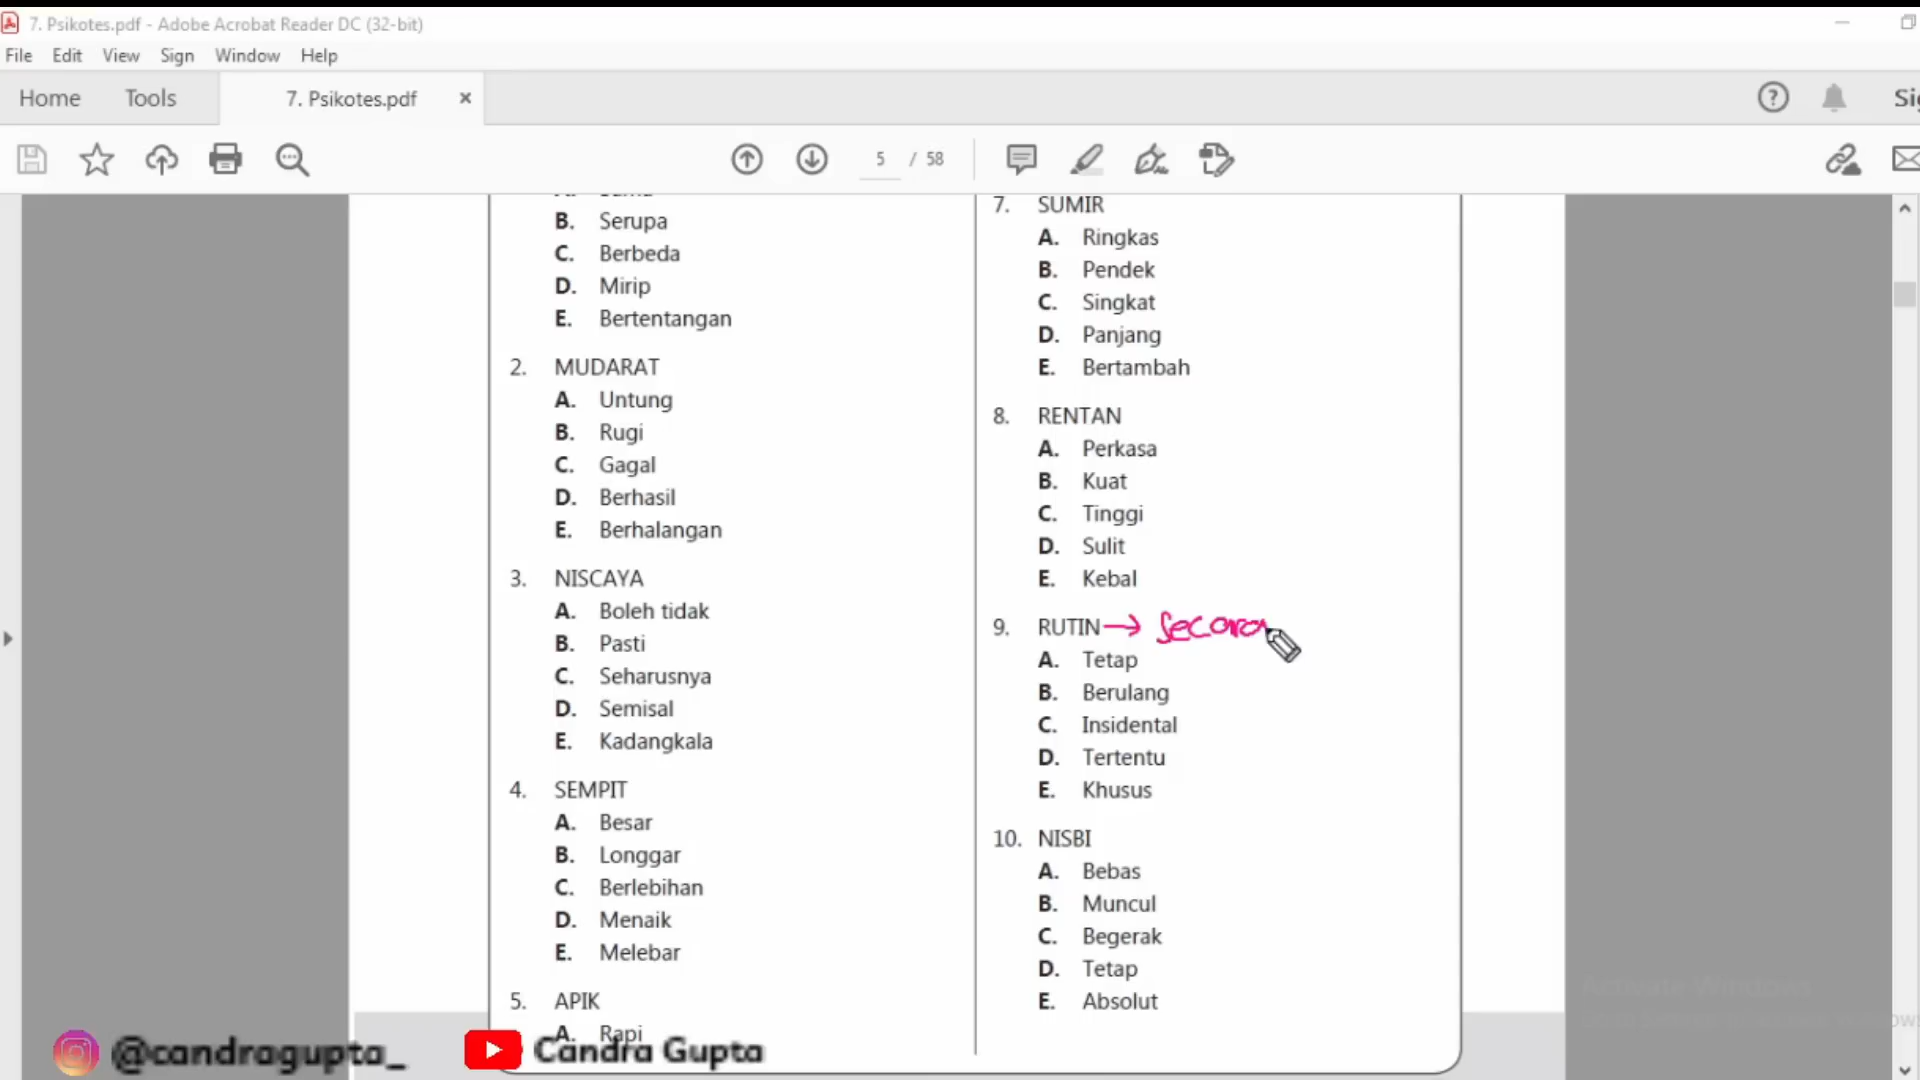 7. Psikotes.pdf - Adobe Acrobat Reader DC (32-bit)
File Edit View Sign Window Help
Home Tools 7. Psikotes.pdf
5 / 58
B. Serupa
C. Berbeda
D. Mirip
E. Bertentangan
2. MUDARAT
A. Untung
B. Rugi
C. Gagal
D. Berhasil
E. Berhalangan
3. NISCAYA
A. Boleh tidak
B. Pasti
C. Seharusnya
D. Semisal
E. Kadangkala
4. SEMPIT
A. Besar
B. Longgar
C. Berlebihan
D. Menaik
E. Melebar
5. APIK
A. Rapi
7. SUMIR
A. Ringkas
B. Pendek
C. Singkat
D. Panjang
E. Bertambah
8. RENTAN
A. Perkasa
B. Kuat
C. Tinggi
D. Sulit
E. Kebal
9. RUTIN → Secara
A. Tetap
B. Berulang
C. Insidental
D. Tertentu
E. Khusus
10. NISBI
A. Bebas
B. Muncul
C. Begerak
D. Tetap
E. Absolut
Activate Windows
@candragupta_ Candra Gupta